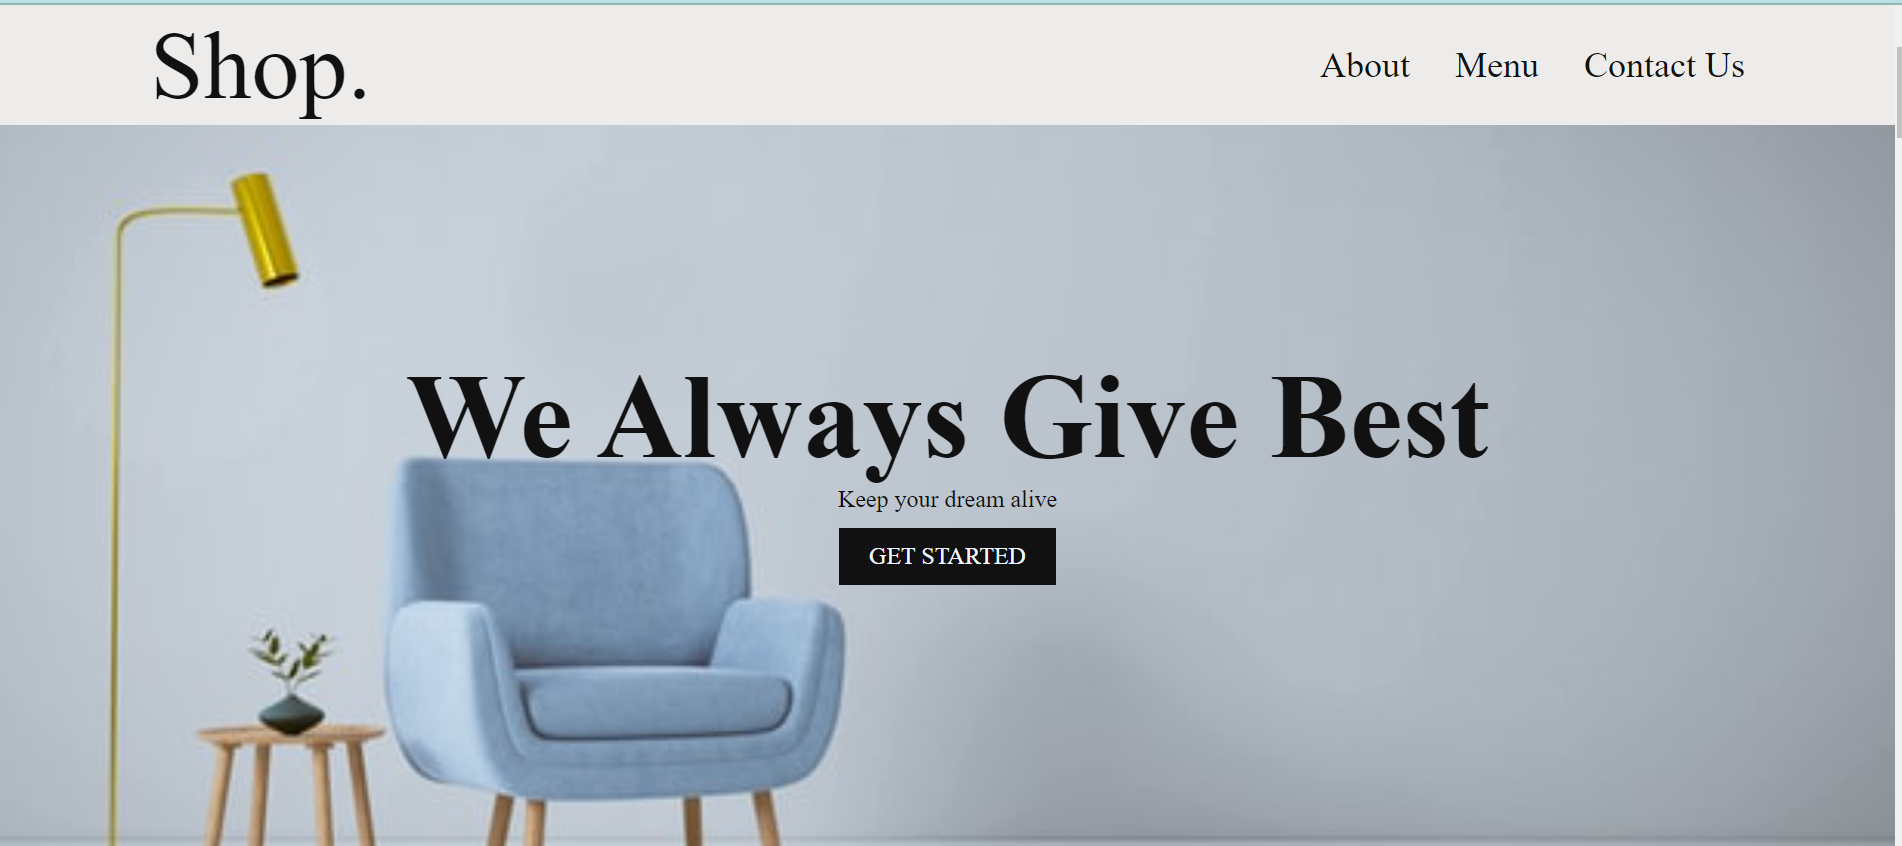 Shop.
About Menu Contact Us
We Always Give Best
Keep your dream alive
GET STARTED